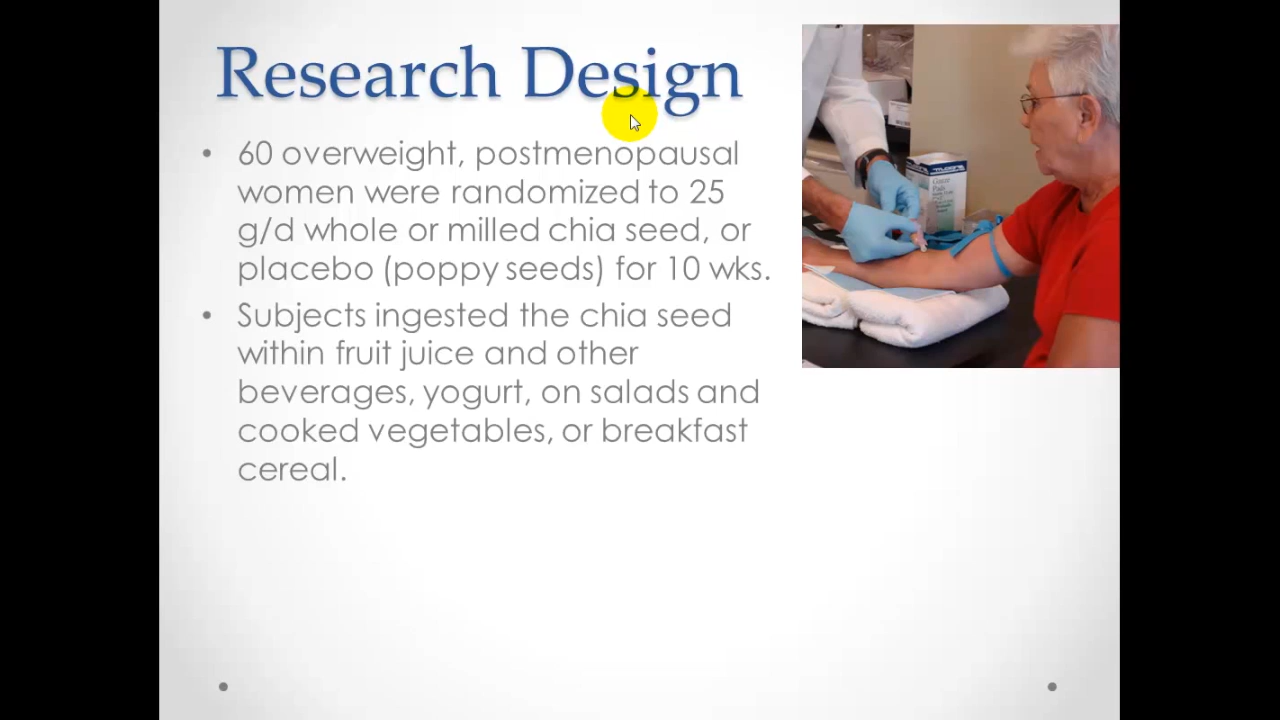 Research Design
• 60 overweight, postmenopausal
women were randomized to 25
g/d whole or milled chia seed, or
placebo (poppy seeds) for 10 wks.
• Subjects ingested the chia seed
within fruit juice and other
beverages, yogurt, on salads and
cooked vegetables, or breakfast
cereal.
Gauze
Pads